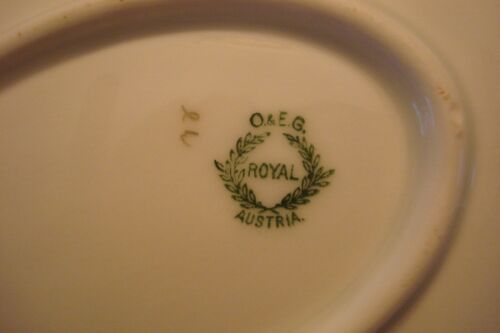 O. & E.G.
ROYAL
AUSTRIA.